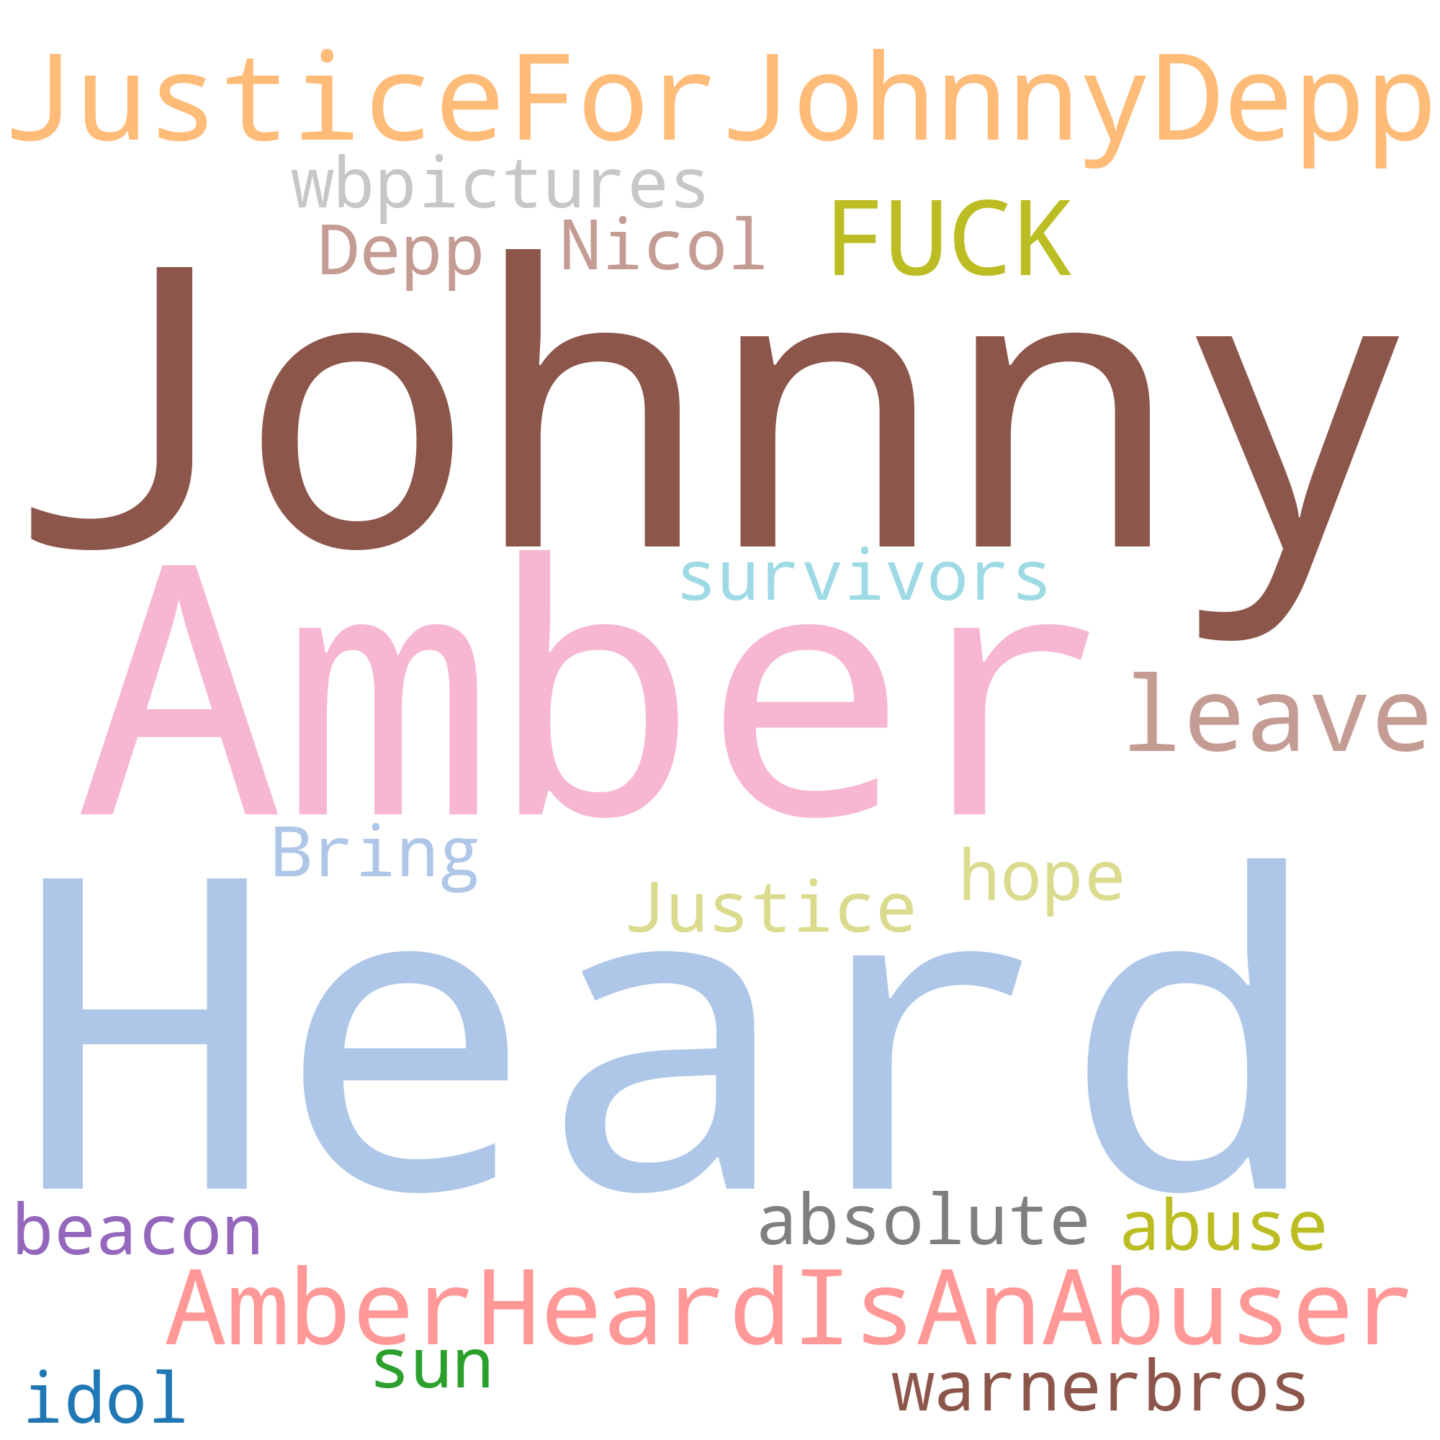 JusticeForJohnnyDepp
wbpictures
Depp Nicol FUCK
Johnny
survivors
Amber
leave
Bring
hope
Justice
Heard
beacon absolute abuse
AmberHeardIsAnAbuser
sun
idol warnerbros